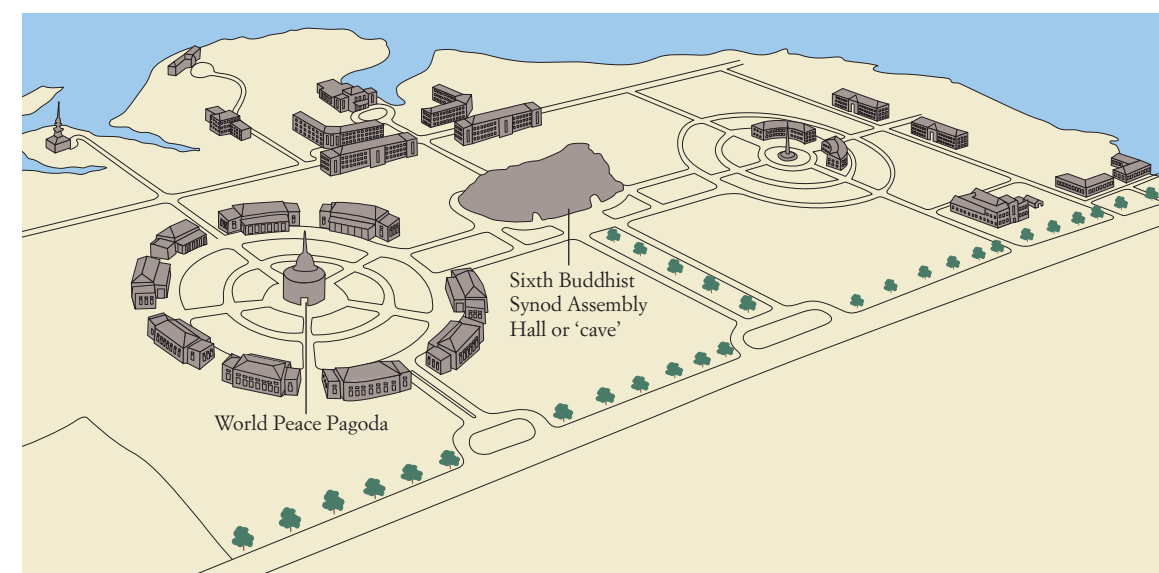 Sixth Buddhist
Synod Assembly
Hall or ‘cave’
World Peace Pagoda